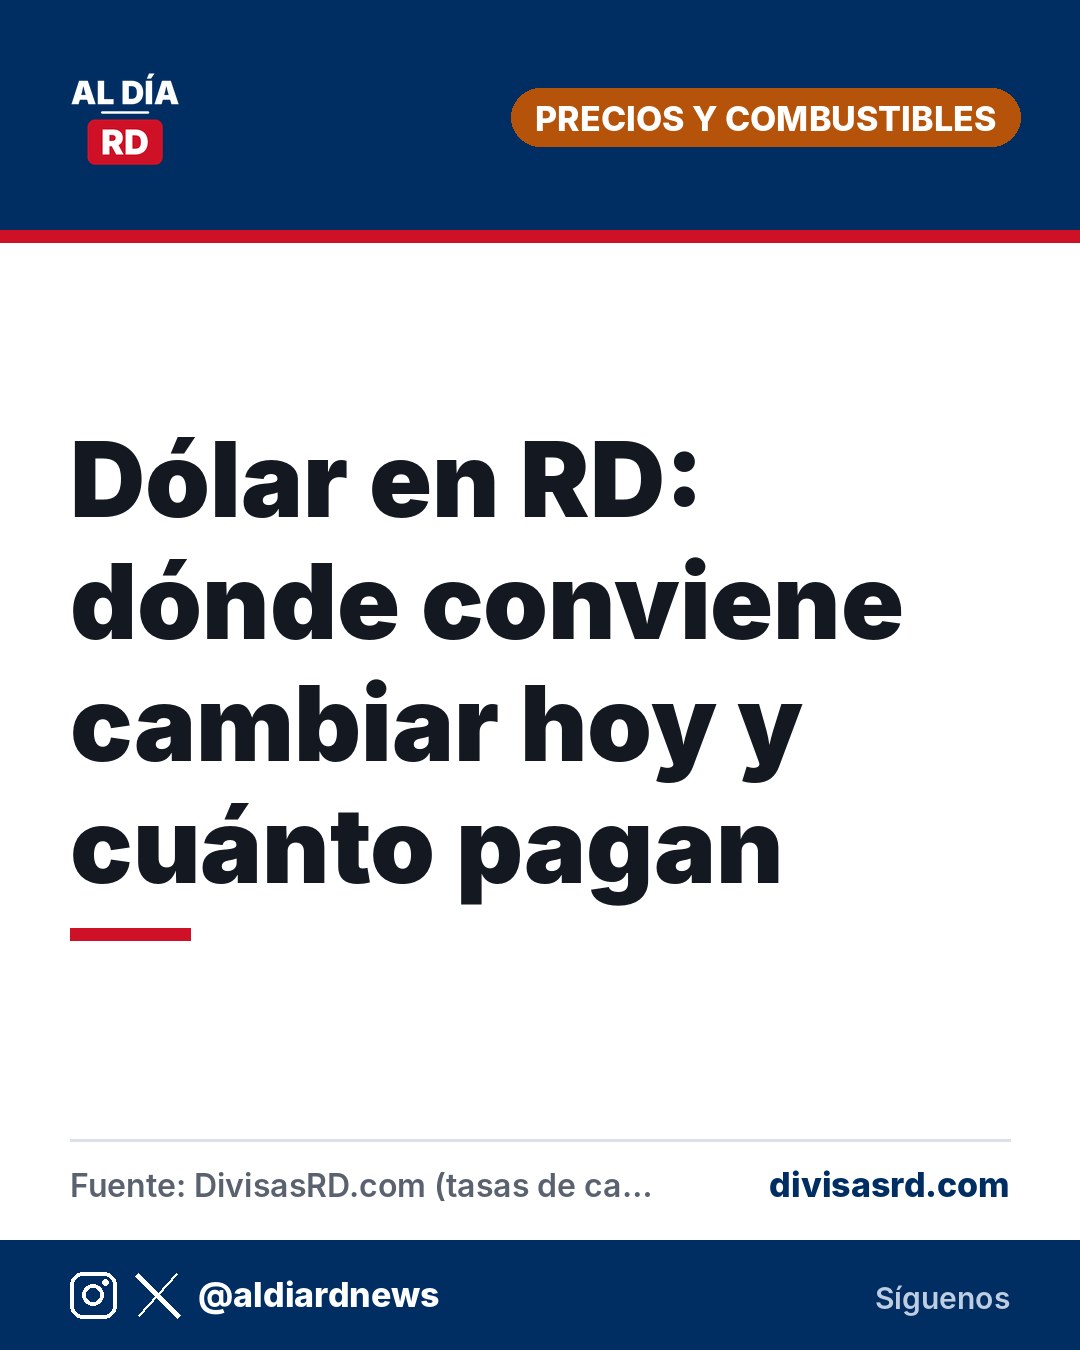 AL DÍA
RD
PRECIOS Y COMBUSTIBLES
Dólar en RD:
dónde conviene
cambiar hoy y
cuánto pagan
Fuente: DivisasRD.com (tasas de ca...
divisasrd.com
@aldiardnews
Síguenos